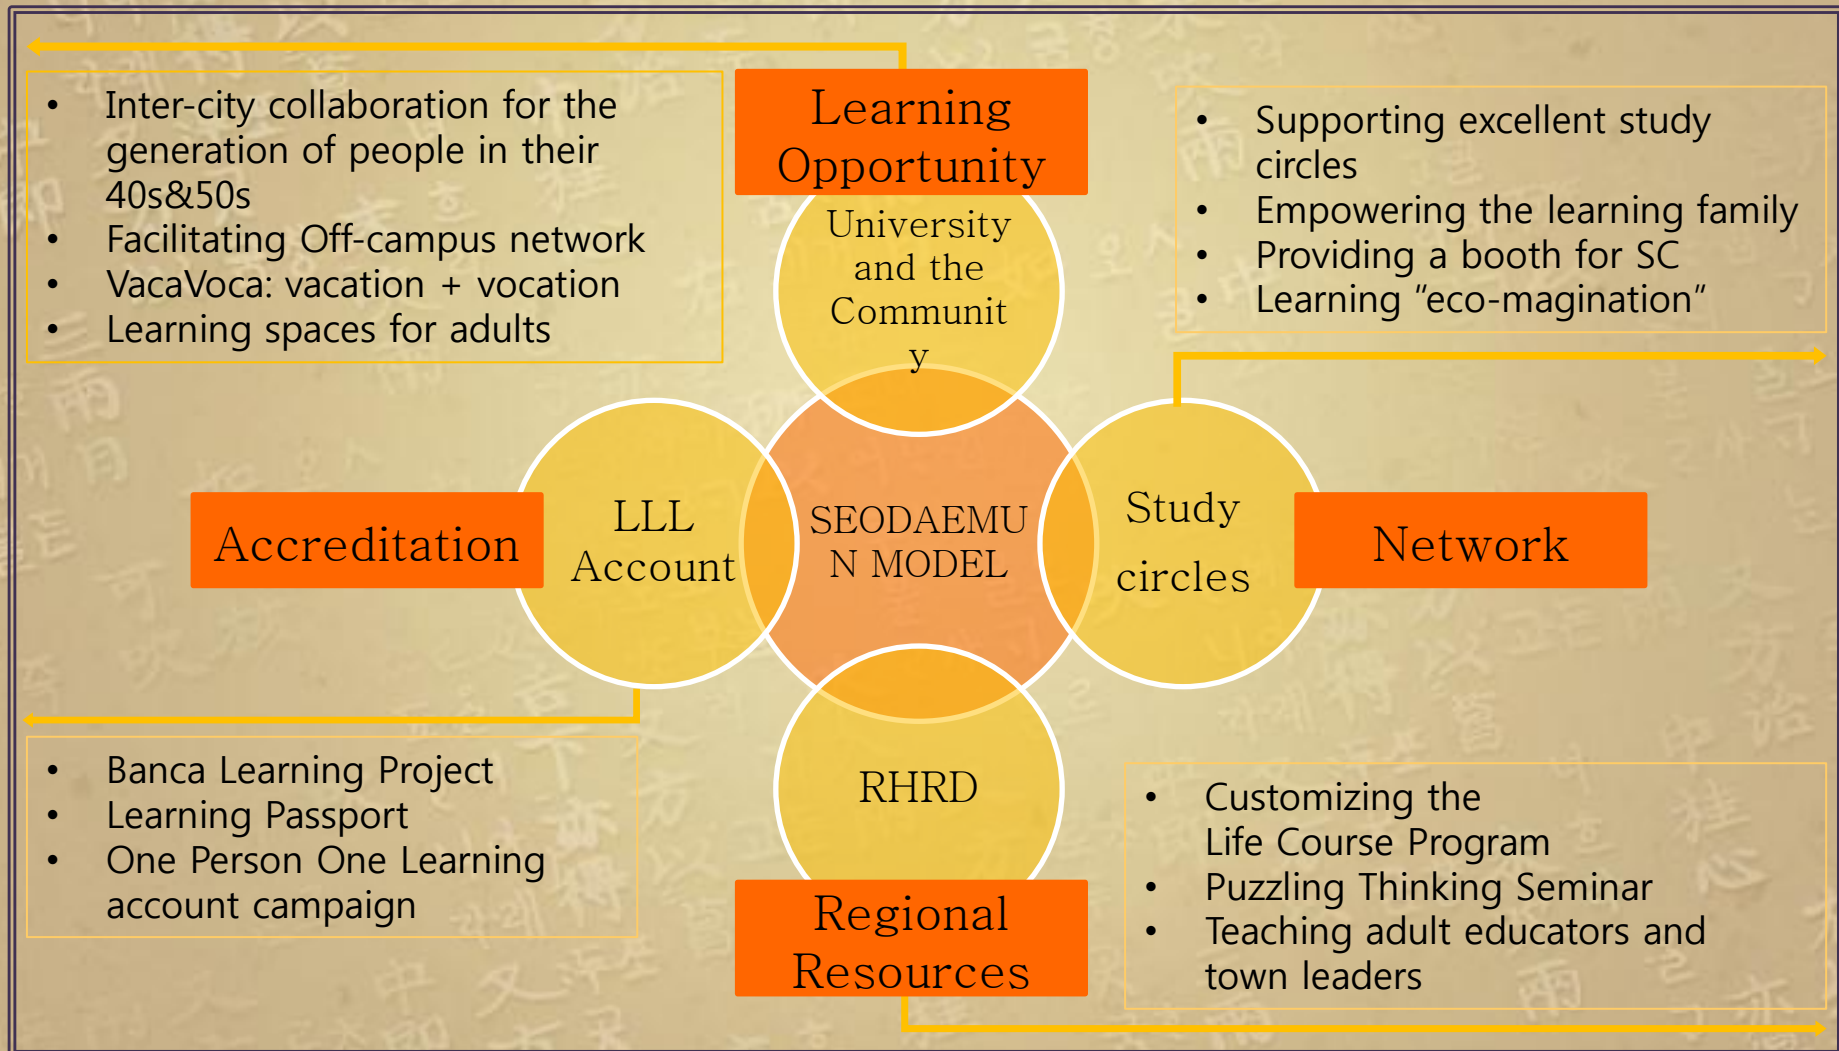 • Inter-city collaboration for the
generation of people in their
40s&50s
• Facilitating Off-campus network
• VacaVoca: vacation + vocation
• Learning spaces for adults
Learning
Opportunity
University
and the
Communit
y
• Supporting excellent study
circles
• Empowering the learning family
• Providing a booth for SC
• Learning "eco-magination"
Accreditation
LLL
Account
SEODAEMU
N MODEL
Study
circles
Network
• Banca Learning Project
• Learning Passport
• One Person One Learning
account campaign
RHRD
Regional
Resources
• Customizing the
Life Course Program
• Puzzling Thinking Seminar
• Teaching adult educators and
town leaders